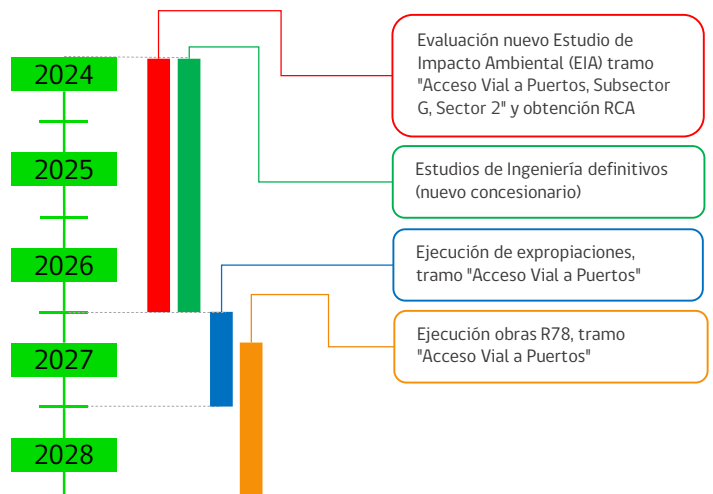 2024
2025
2026
2027
2028
Evaluación nuevo Estudio de
Impacto Ambiental (EIA) tramo
"Acceso Vial a Puertos, Subsector
G, Sector 2" y obtención RCA
Estudios de Ingeniería definitivos
(nuevo concesionario)
Ejecución de expropiaciones,
tramo "Acceso Vial a Puertos"
Ejecución obras R78, tramo
"Acceso Vial a Puertos"